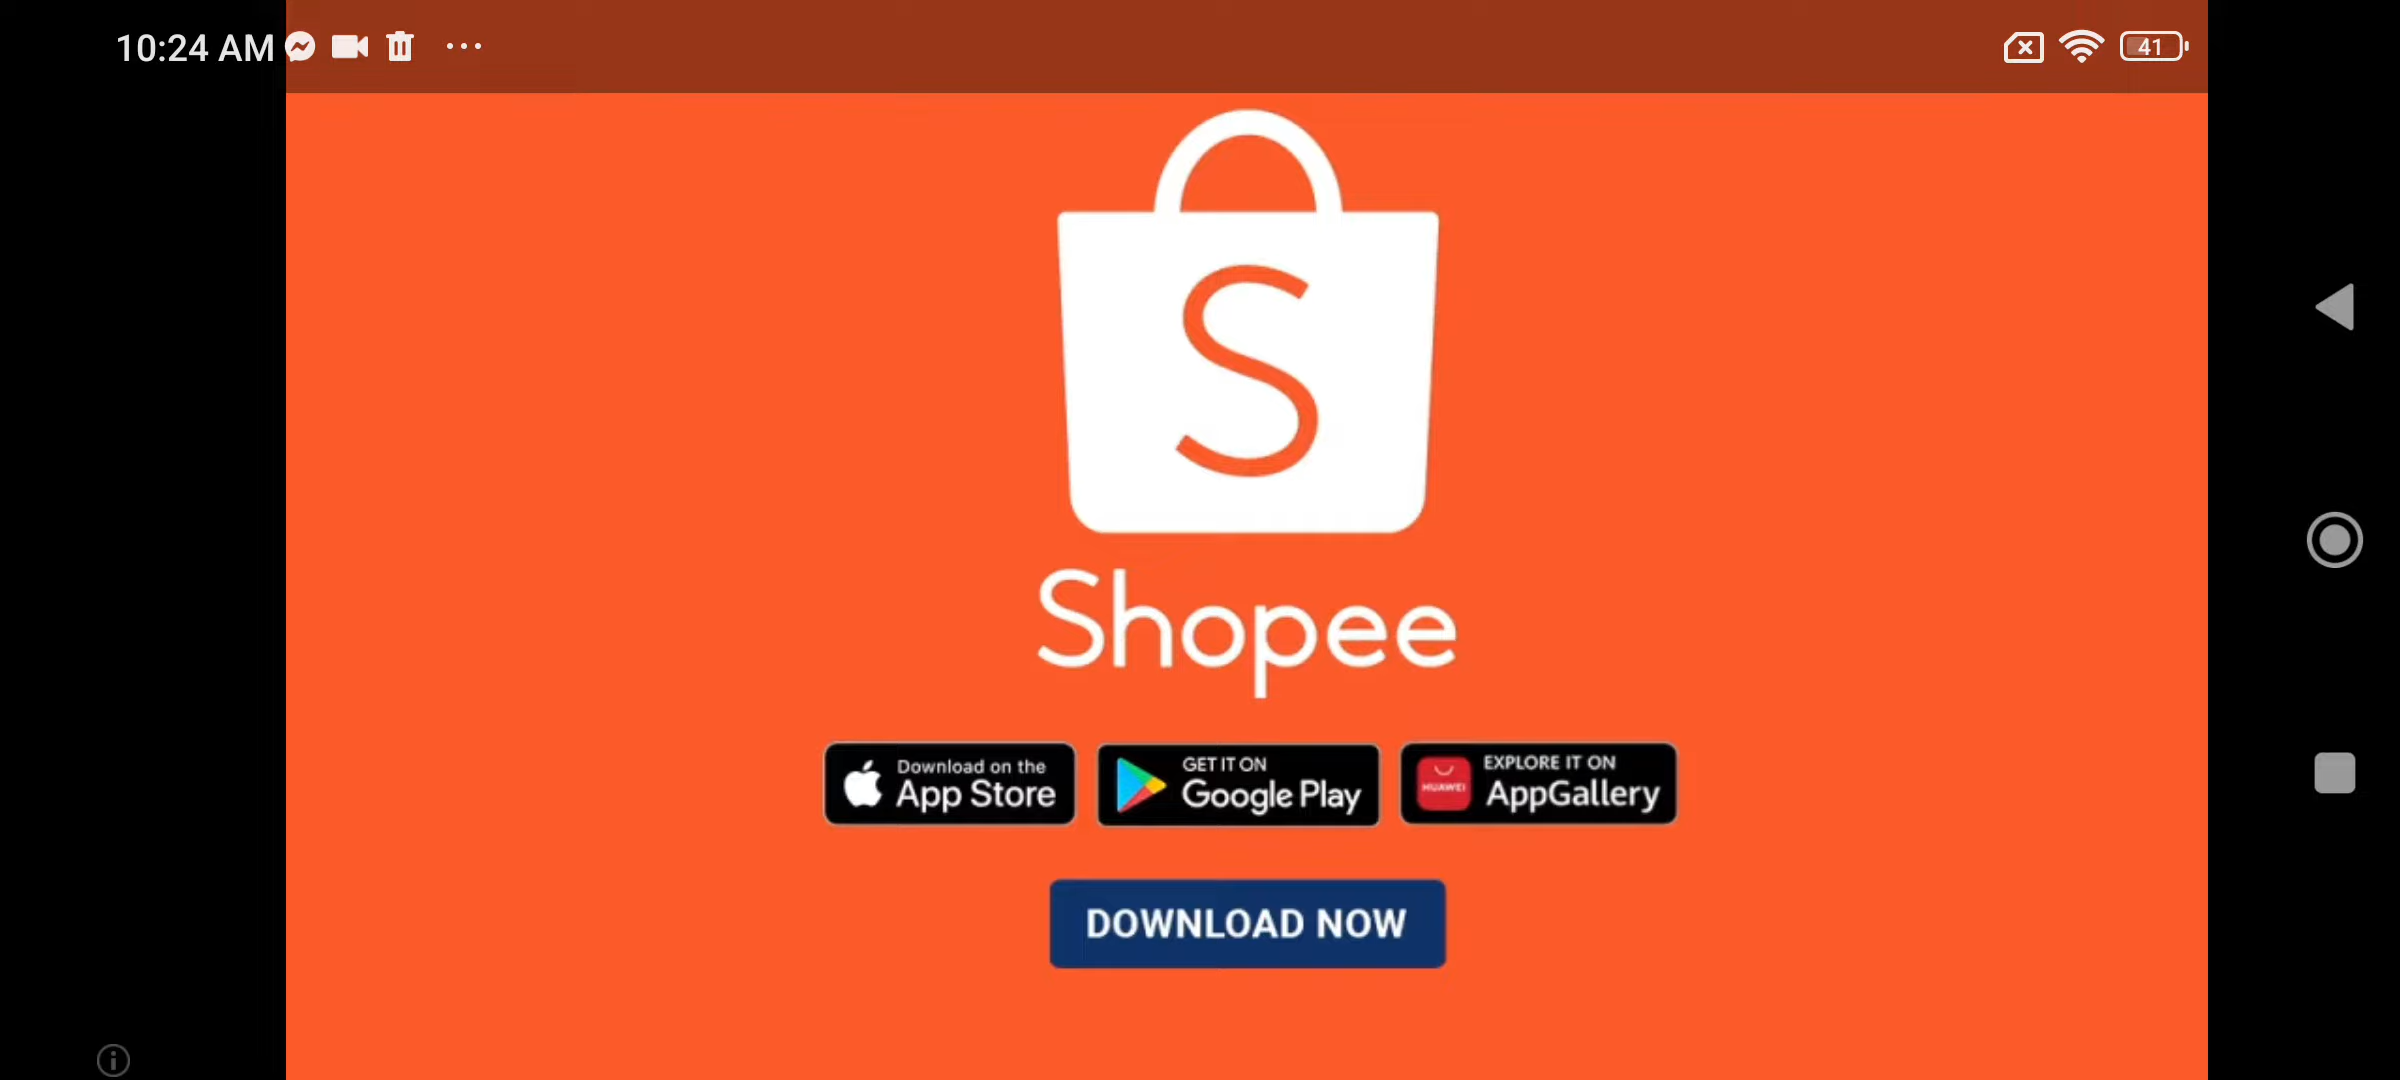 10:24 AM
41
S
Shopee
Download on the
App Store
GET IT ON
Google Play
HUAWEI
EXPLORE IT ON
AppGallery
DOWNLOAD NOW